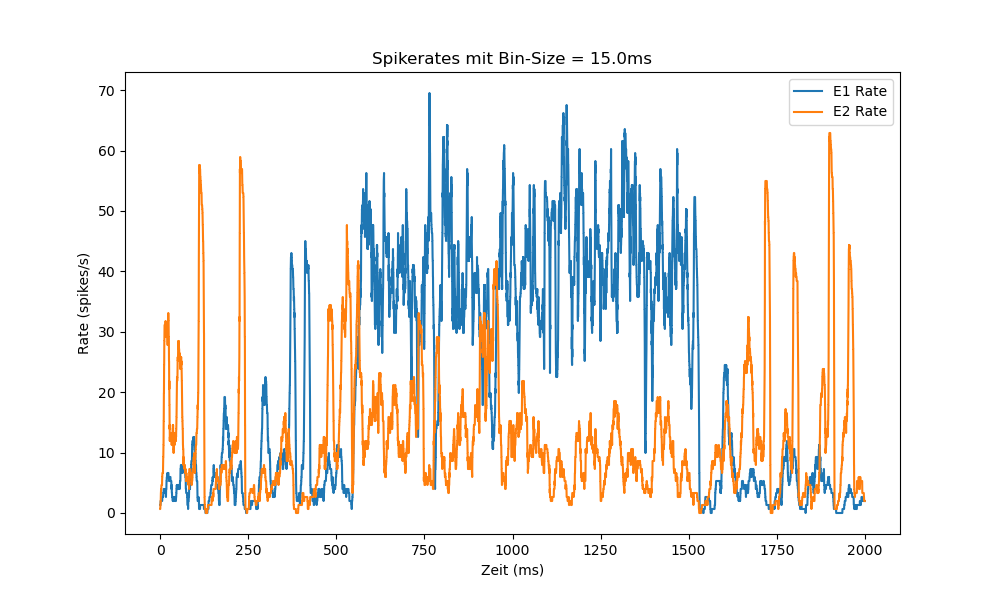 Spikerates mit Bin-Size = 15.0ms
E1 Rate
E2 Rate
Rate (spikes/s)
70
60
50
40
30
20
10
0
0 250 500 750 1000 1250 1500 1750 2000
Zeit (ms)